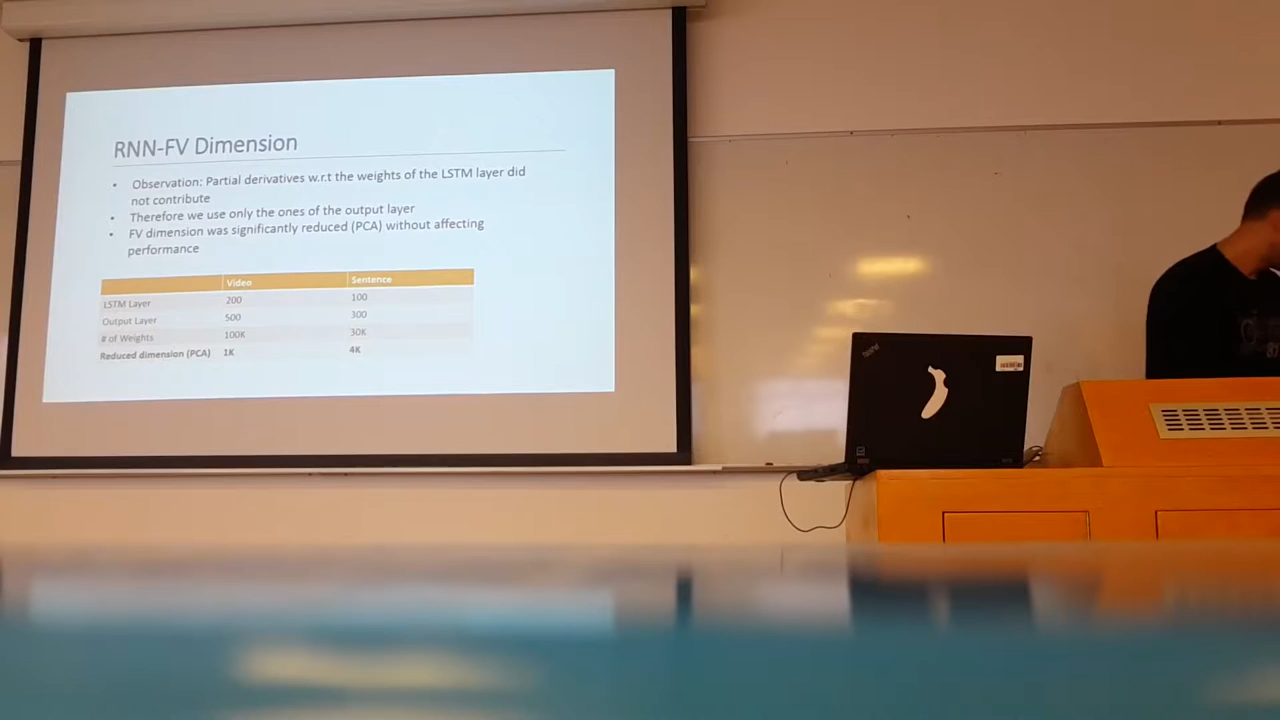 RNN-FV Dimension
• Observation: Partial derivatives w.r.t the weights of the LSTM layer did
not contribute
• Therefore we use only the ones of the output layer
• FV dimension was significantly reduced (PCA) without affecting
performance
Video Sentence
LSTM Layer 200 100
Output Layer 500 300
# of Weights 100K 30K
Reduced dimension (PCA) 1K 4K
ThinkPad